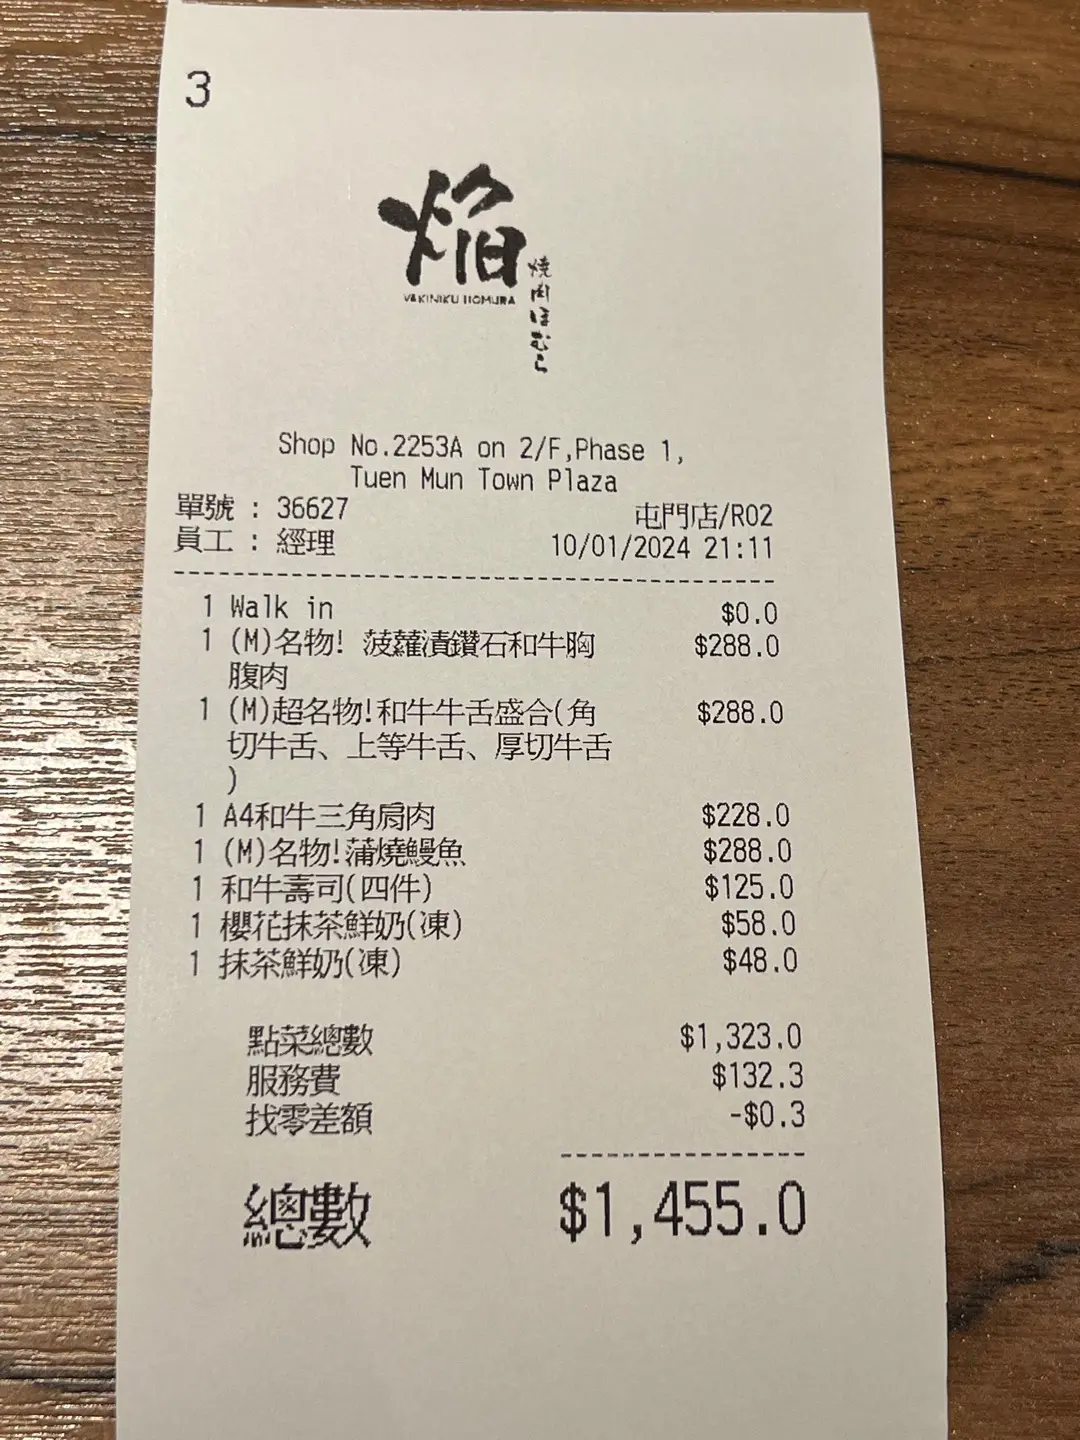 3
焰
YAKINIKU HOMURA
焼肉ほむら
Shop No.2253A on 2/F,Phase 1,
Tuen Mun Town Plaza
單號 : 36627
屯門店/R02
員工 : 經理
10/01/2024 21:11
1 Walk in $0.0
1 (M)名物! 菠蘿漬鑽石和牛胸 $288.0
腹肉
1 (M)超名物!和牛牛舌盛合(角 $288.0
切牛舌、上等牛舌、厚切牛舌
)
1 A4和牛三角肩肉 $228.0
1 (M)名物!蒲燒鰻魚 $288.0
1 和牛壽司(四件) $125.0
1 櫻花抹茶鮮奶(凍) $58.0
1 抹茶鮮奶(凍) $48.0
點菜總數 $1,323.0
服務費 $132.3
找零差額 -$0.3
總數 $1,455.0